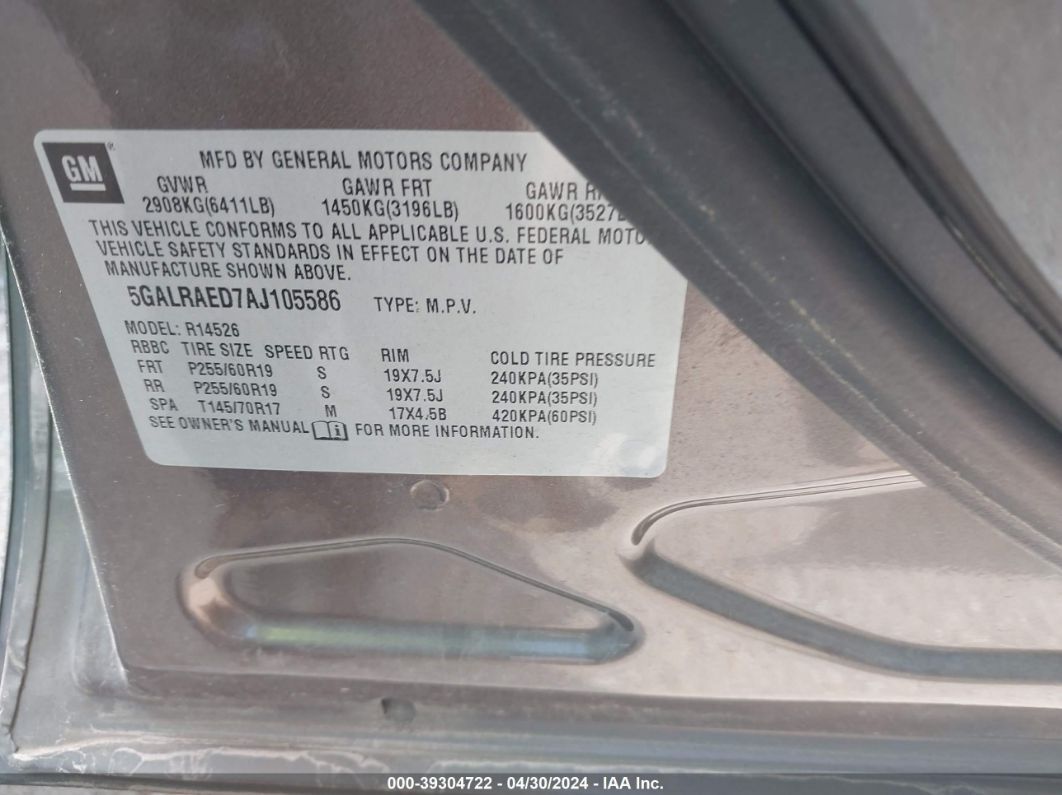 GM ® MFD BY GENERAL MOTORS COMPANY
GVWR GAWR FRT GAWR
2908KG(6411LB) 1450KG(3196LB) 1600KG(3527
THIS VEHICLE CONFORMS TO ALL APPLICABLE U.S. FEDERAL MOTO
VEHICLE SAFETY STANDARDS IN EFFECT ON THE DATE OF
MANUFACTURE SHOWN ABOVE.
5GALRAED7AJ105586 TYPE: M.P.V.
MODEL: R14526
RBBC TIRE SIZE SPEED RTG RIM COLD TIRE PRESSURE
FRT P255/60R19 S 19X7.5J 240KPA(35PSI)
RR P255/60R19 S 19X7.5J 240KPA(35PSI)
SPA T145/70R17 M 17X4.5B 420KPA(60PSI)
SEE OWNER'S MANUAL i FOR MORE INFORMATION.
000-39304722 - 04/30/2024 - IAA Inc.